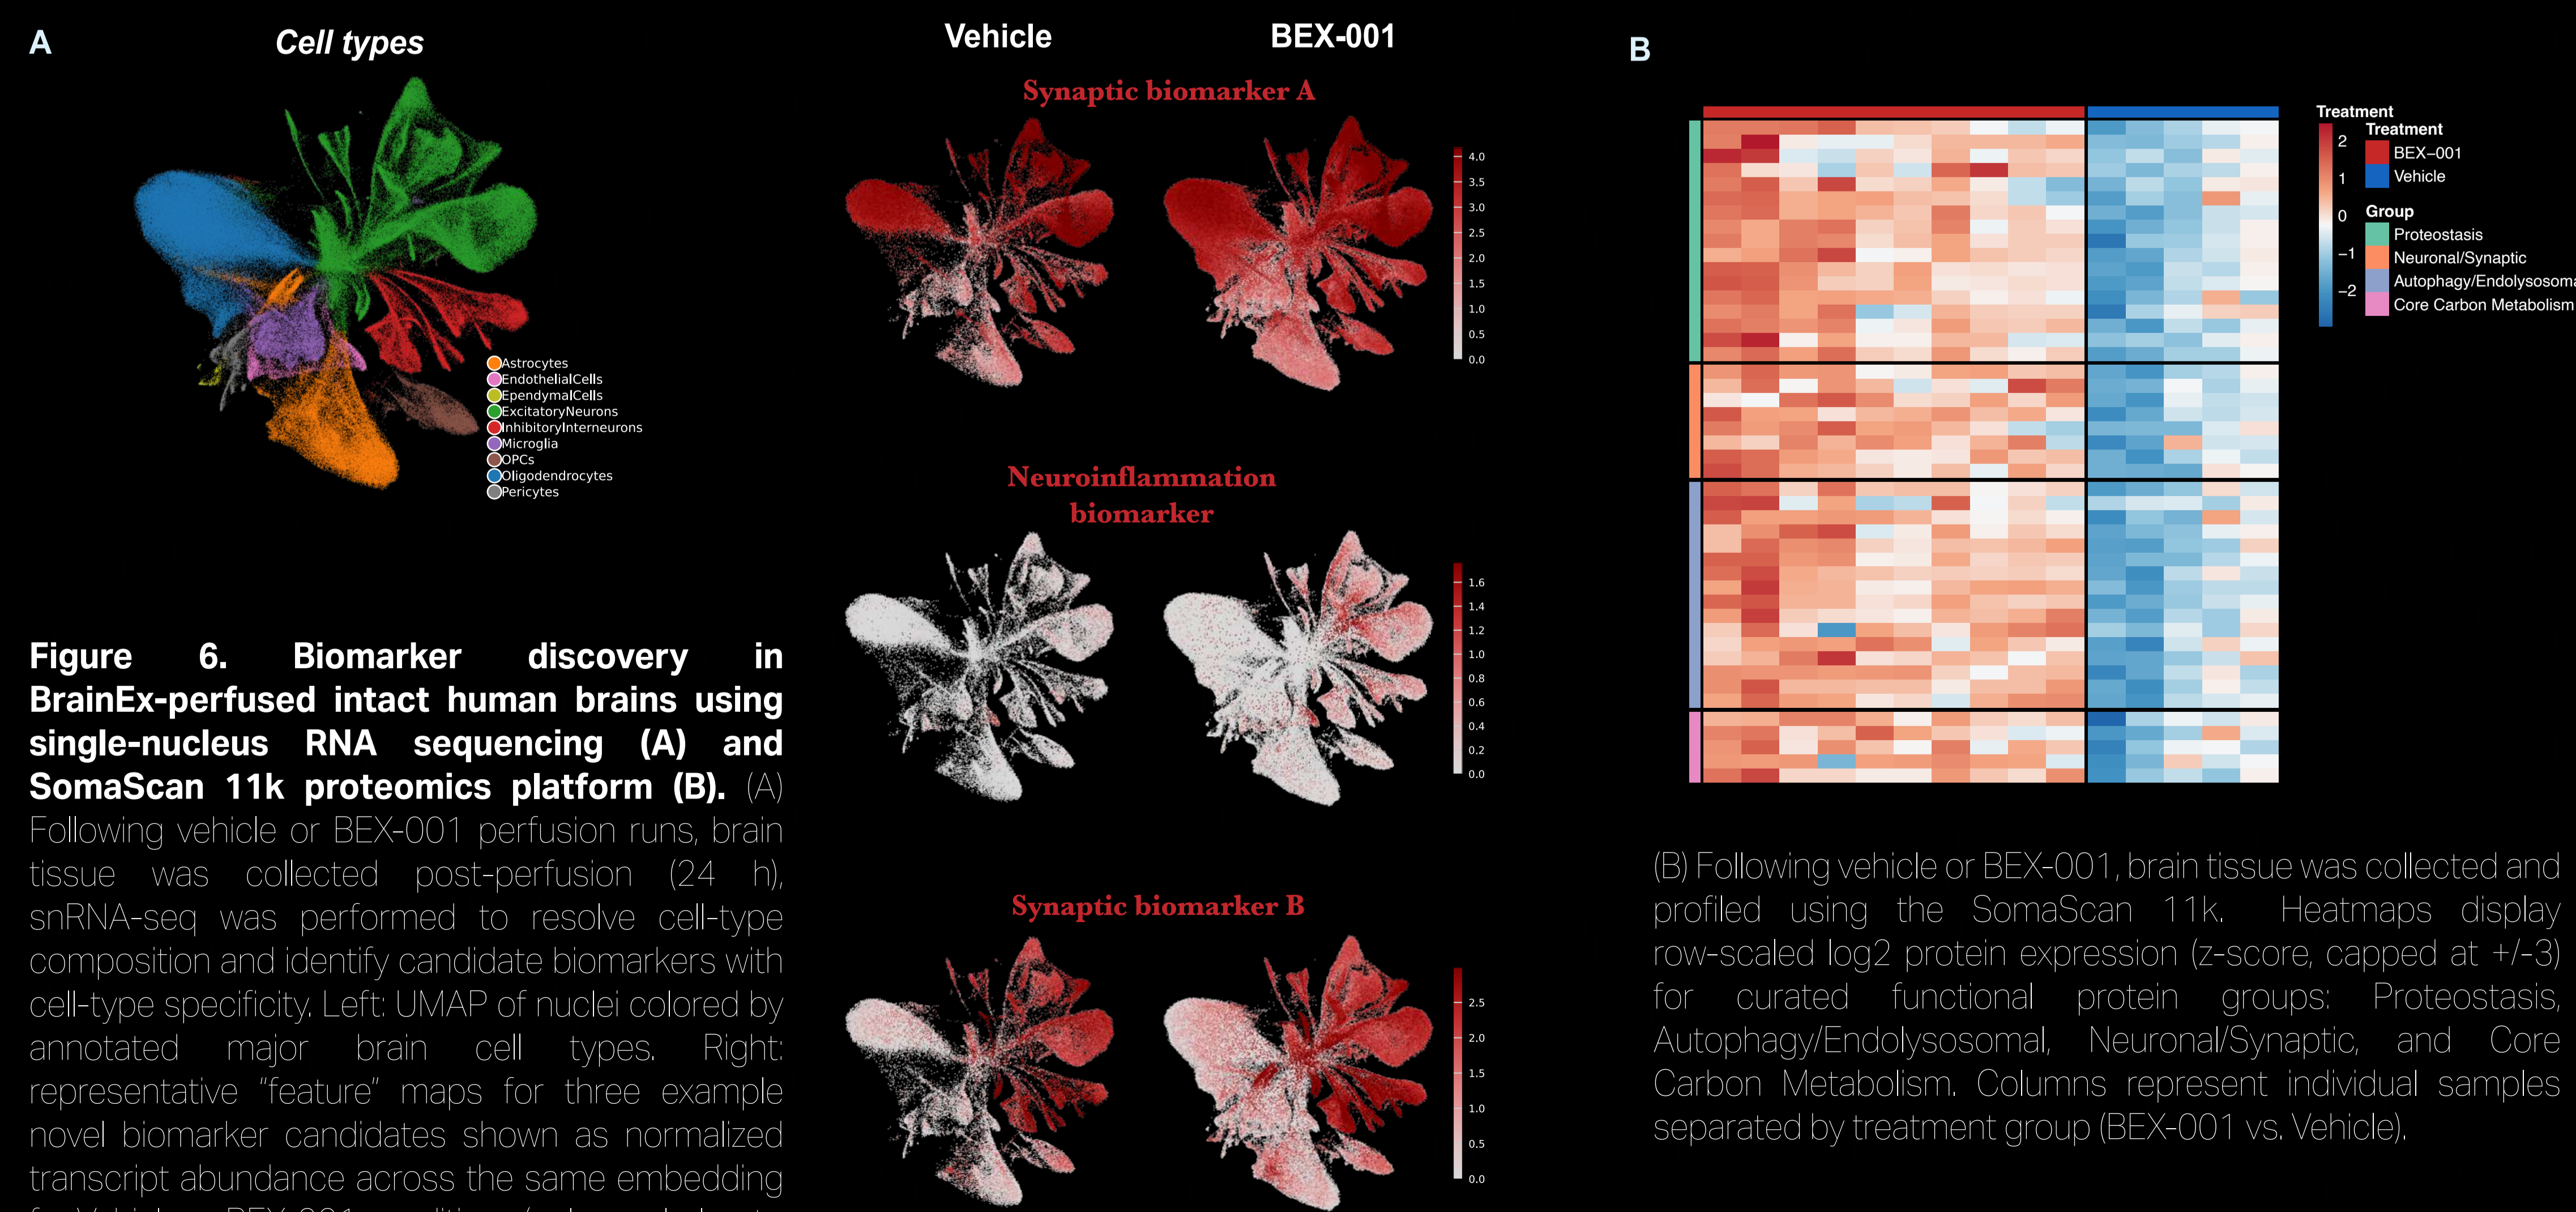 A
Cell types
Astrocytes
EndothelialCells
EpendymalCells
ExcitatoryNeurons
InhibitoryInterneurons
Microglia
OPCs
Oligodendrocytes
Pericytes
Figure 6. Biomarker discovery in
BrainEx-perfused intact human brains using
single-nucleus RNA sequencing (A) and
SomaScan 11k proteomics platform (B). (A)
Following vehicle or BEX-001 perfusion runs, brain
tissue was collected post-perfusion (24 h),
snRNA-seq was performed to resolve cell-type
composition and identify candidate biomarkers with
cell-type specificity. Left: UMAP of nuclei colored by
annotated major brain cell types. Right:
representative "feature" maps for three example
novel biomarker candidates shown as normalized
transcript abundance across the same embedding
Vehicle BEX-001
Synaptic biomarker A
4.0
3.5
3.0
2.5
2.0
1.5
1.0
0.5
0.0
Neuroinflammation
biomarker
1.6
1.4
1.2
1.0
0.8
0.6
0.4
0.2
0.0
Synaptic biomarker B
2.5
2.0
1.5
1.0
0.5
0.0
B
Treatment
2
1
0
−1
−2
Treatment
BEX−001
Vehicle
Group
Proteostasis
Neuronal/Synaptic
Autophagy/Endolysosoma
Core Carbon Metabolism
(B) Following vehicle or BEX-001, brain tissue was collected and
profiled using the SomaScan 11k. Heatmaps display
row-scaled log2 protein expression (z-score, capped at +/-3)
for curated functional protein groups: Proteostasis,
Autophagy/Endolysosomal, Neuronal/Synaptic, and Core
Carbon Metabolism. Columns represent individual samples
separated by treatment group (BEX-001 vs. Vehicle).